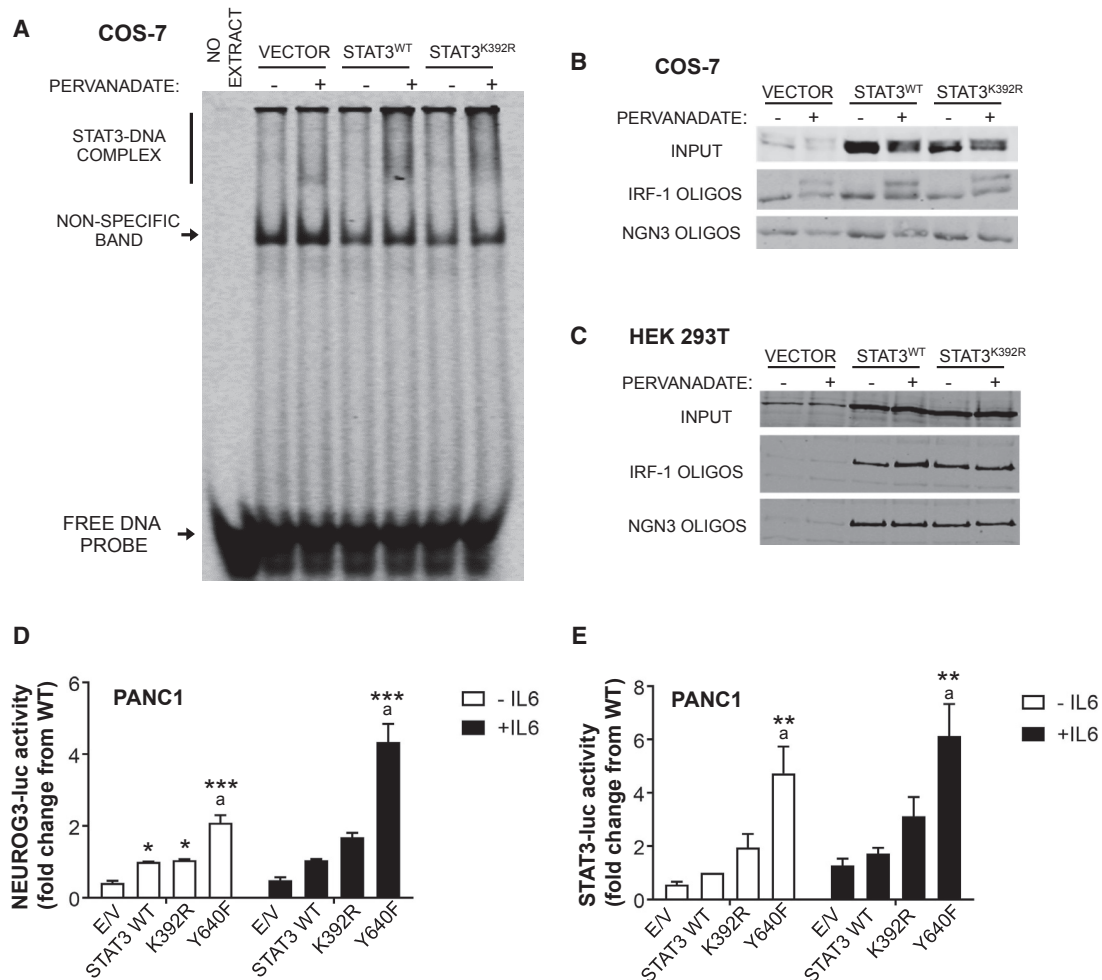 A
COS-7
NO
EXTRACT
VECTOR
STAT3WT
STAT3K392R
PERVANADATE: - + - + - +
STAT3-DNA
COMPLEX
NON-SPECIFIC
BAND
FREE DNA
PROBE
B
COS-7
VECTOR STAT3WT STAT3K392R
PERVANADATE: - + - + - +
INPUT
IRF-1 OLIGOS
NGN3 OLIGOS
C
HEK 293T
VECTOR STAT3WT STAT3K392R
PERVANADATE: - + - + - +
INPUT
IRF-1 OLIGOS
NGN3 OLIGOS
D
PANC1
NEUROG3-luc activity
(fold change from WT)
6
4
2
0
* * *** a *** a
E/V STAT3 WT K392R Y640F E/V STAT3 WT K392R Y640F
- IL6
+IL6
E
PANC1
STAT3-luc activity
(fold change from WT)
8
6
4
2
0
** a ** a
E/V STAT3 WT K392R Y640F E/V STAT3 WT K392R Y640F
- IL6
+IL6